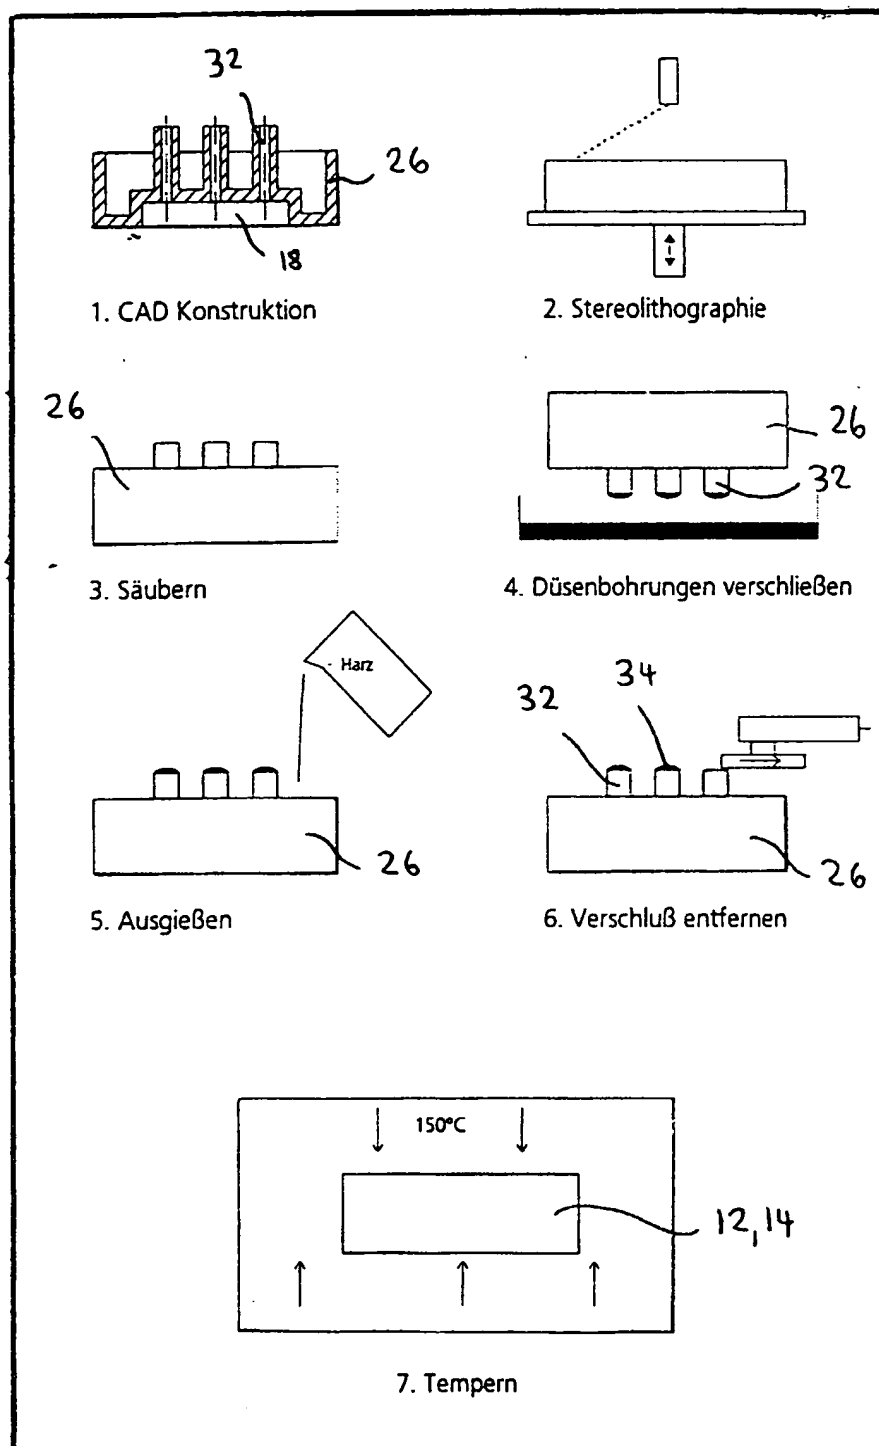 32
26
18
1. CAD Konstruktion
2. Stereolithographie
26
26
32
3. Säubern
4. Düsenbohrungen verschließen
Harz
32
34
26
26
5. Ausgießen
6. Verschluß entfernen
150°C
12,14
7. Tempern